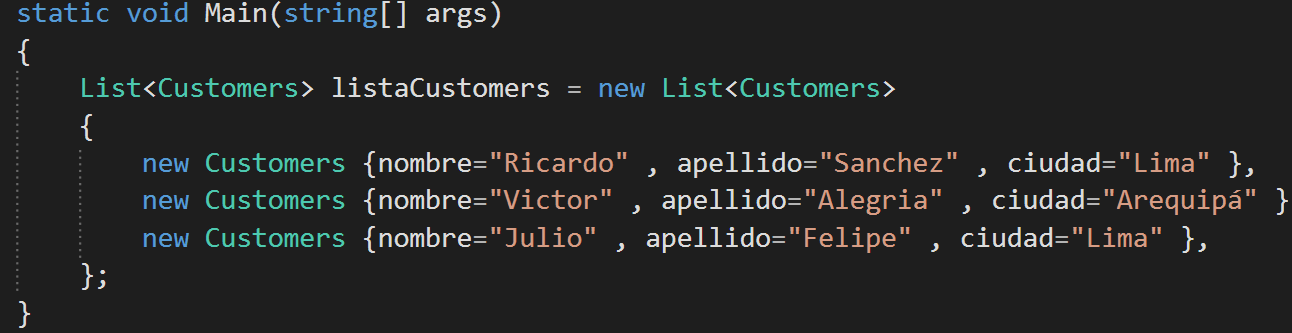 static void Main(string[] args)
{
    List<Customers> listaCustomers = new List<Customers>
    {
        new Customers {nombre="Ricardo" , apellido="Sanchez" , ciudad="Lima" },
        new Customers {nombre="Victor" , apellido="Alegria" , ciudad="Arequipá" }
        new Customers {nombre="Julio" , apellido="Felipe" , ciudad="Lima" },
    };
}